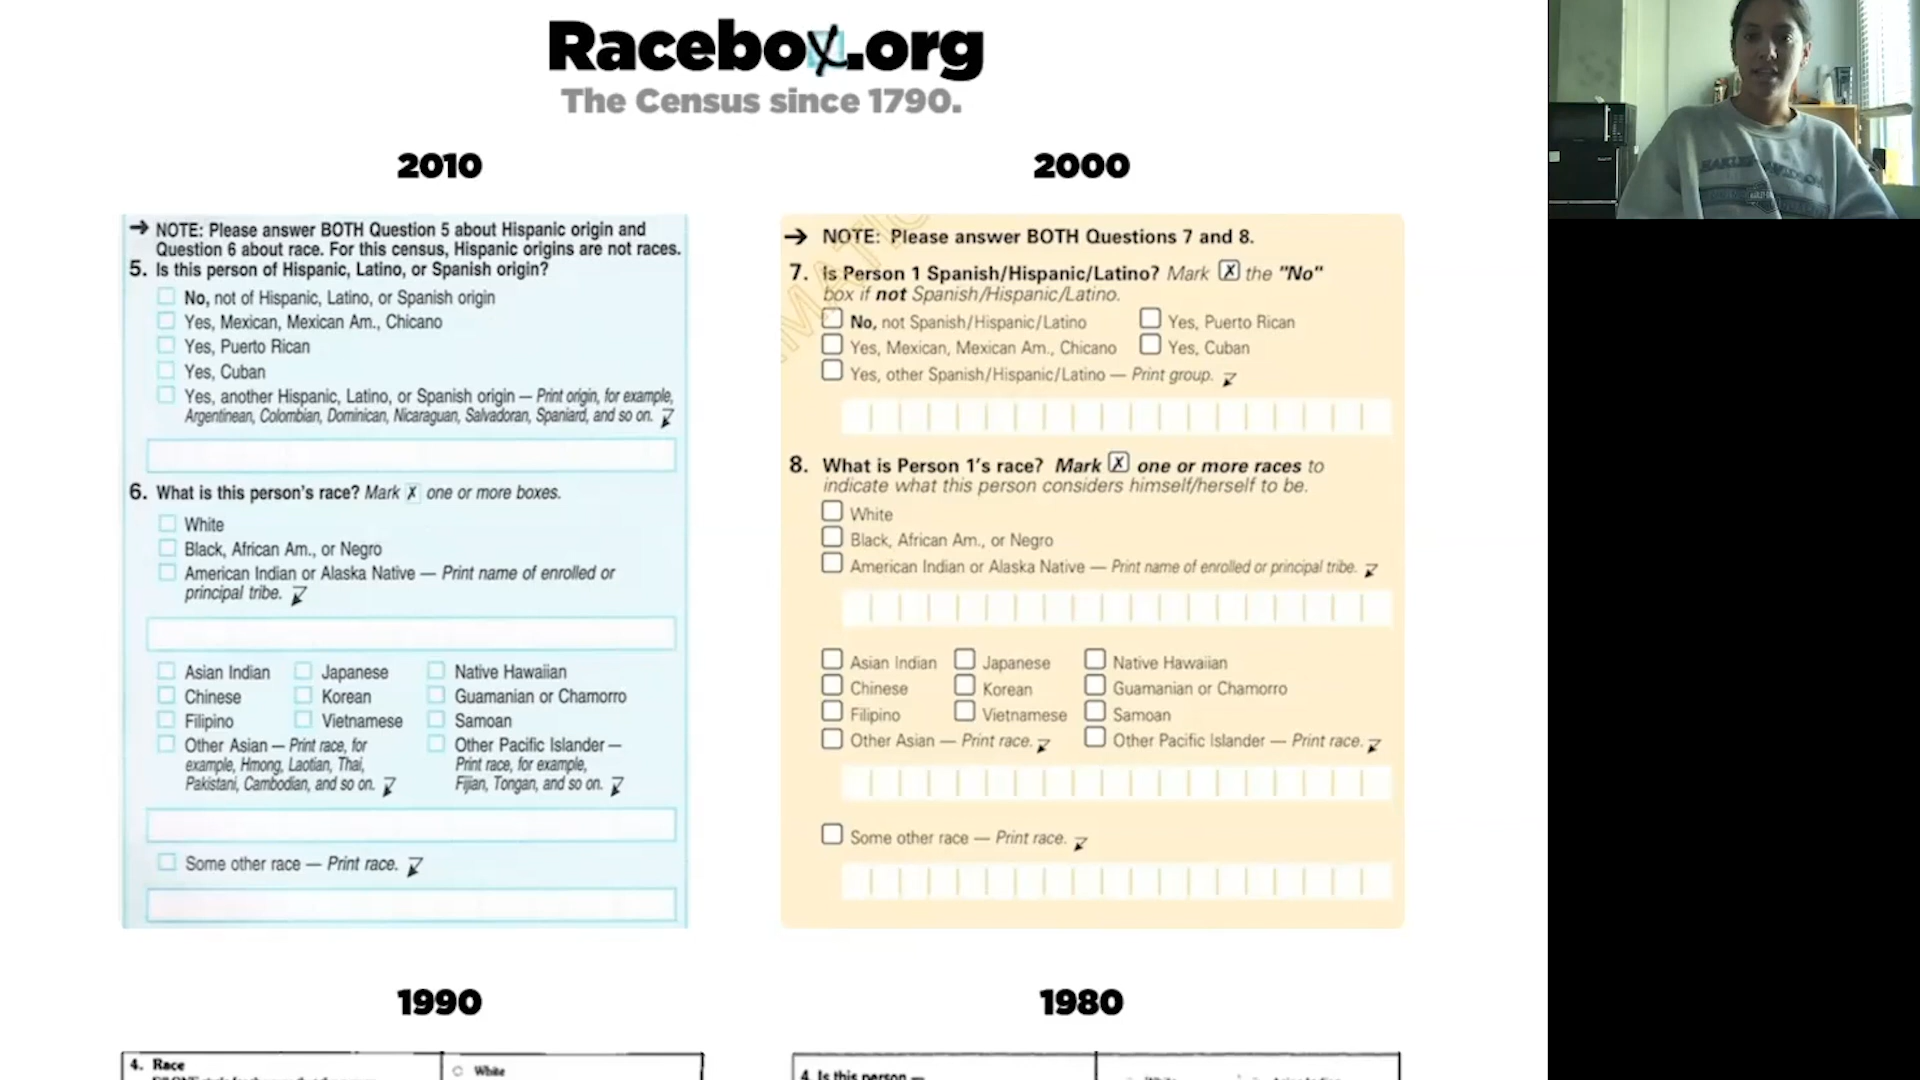 Racebox.org
The Census since 1790.
2010
→ NOTE: Please answer BOTH Question 5 about Hispanic origin and
Question 6 about race. For this census, Hispanic origins are not races.
5. Is this person of Hispanic, Latino, or Spanish origin?
No, not of Hispanic, Latino, or Spanish origin
Yes, Mexican, Mexican Am., Chicano
Yes, Puerto Rican
Yes, Cuban
Yes, another Hispanic, Latino, or Spanish origin — Print origin, for example,
Argentinean, Colombian, Dominican, Nicaraguan, Salvadoran, Spaniard, and so on.
6. What is this person's race? Mark X one or more boxes.
White
Black, African Am., or Negro
American Indian or Alaska Native — Print name of enrolled or
principal tribe.
Asian Indian Japanese Native Hawaiian
Chinese Korean Guamanian or Chamorro
Filipino Vietnamese Samoan
Other Asian — Print race, for
example, Hmong, Laotian, Thai,
Pakistani, Cambodian, and so on.
Other Pacific Islander —
Print race, for example,
Fijian, Tongan, and so on.
Some other race — Print race.
2000
→ NOTE: Please answer BOTH Questions 7 and 8.
7. Is Person 1 Spanish/Hispanic/Latino? Mark X the "No"
box if not Spanish/Hispanic/Latino.
No, not Spanish/Hispanic/Latino Yes, Puerto Rican
Yes, Mexican, Mexican Am., Chicano Yes, Cuban
Yes, other Spanish/Hispanic/Latino — Print group.
8. What is Person 1's race? Mark X one or more races to
indicate what this person considers himself/herself to be.
White
Black, African Am., or Negro
American Indian or Alaska Native — Print name of enrolled or principal tribe.
Asian Indian Japanese Native Hawaiian
Chinese Korean Guamanian or Chamorro
Filipino Vietnamese Samoan
Other Asian — Print race. Other Pacific Islander — Print race.
Some other race — Print race.
1990
4. Race
White
1980
4. Is this person —
HARLEY-DAVIDSON